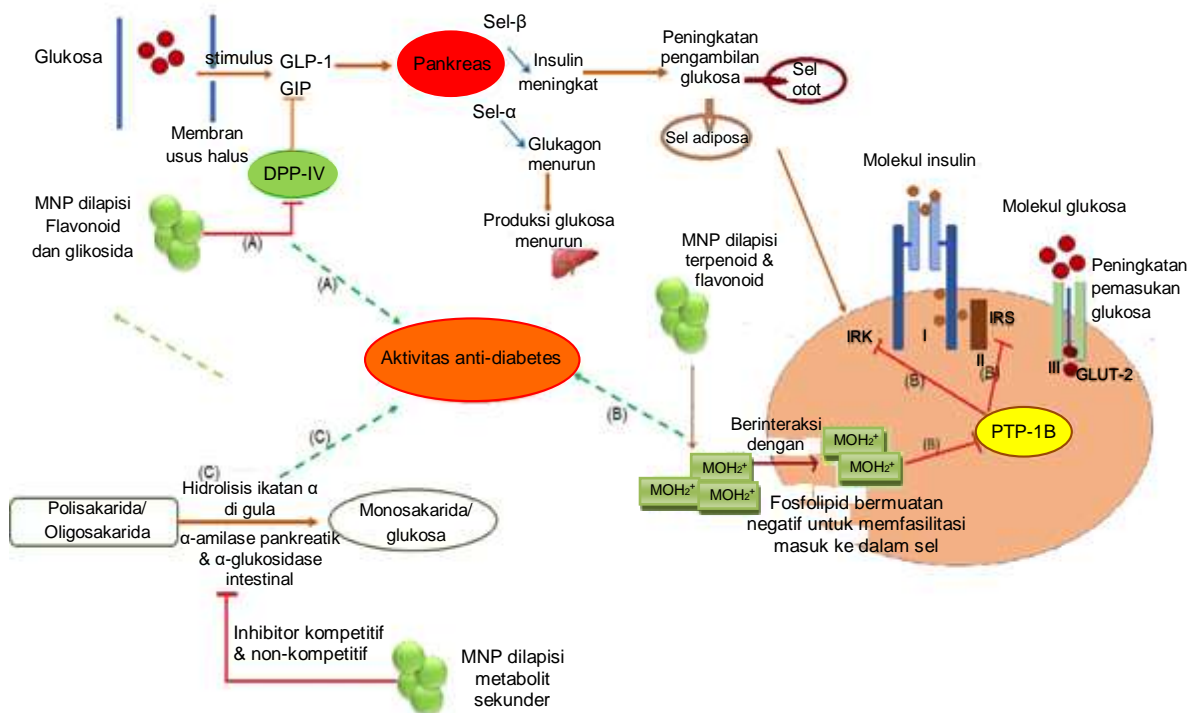 Glukosa
stimulus
GLP-1
GIP
Membran
usus halus
DPP-IV
Pankreas
Sel-β
Insulin
meningkat
Sel-α
Glukagon
menurun
Produksi glukosa
menurun
Peningkatan
pengambilan
glukosa
Sel
otot
Sel adiposa
MNP dilapisi
Flavonoid
dan glikosida
(A)
(A)
Aktivitas anti-diabetes
(B)
(C)
(C)
Hidrolisis ikatan α
di gula
Polisakarida/
Oligosakarida
Monosakarida/
glukosa
α-amilase pankreatik
& α-glukosidase
intestinal
Inhibitor kompetitif
& non-kompetitif
MNP dilapisi
metabolit
sekunder
MNP dilapisi
terpenoid &
flavonoid
Molekul insulin
Molekul glukosa
Peningkatan
pemasukan
glukosa
IRK
I
II
IRS
III
GLUT-2
(B)
(B)
(B)
PTP-1B
Berinteraksi
dengan
MOH₂⁺
MOH₂⁺
MOH₂⁺
MOH₂⁺
MOH₂⁺
Fosfolipid bermuatan
negatif untuk memfasilitasi
masuk ke dalam sel